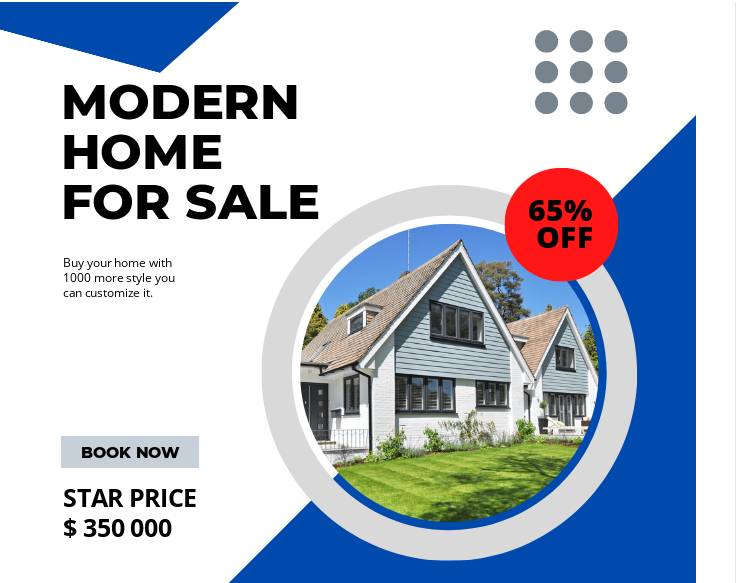 MODERN
HOME
FOR SALE
65%
OFF
Buy your home with
1000 more style you
can customize it.
BOOK NOW
STAR PRICE
$ 350 000